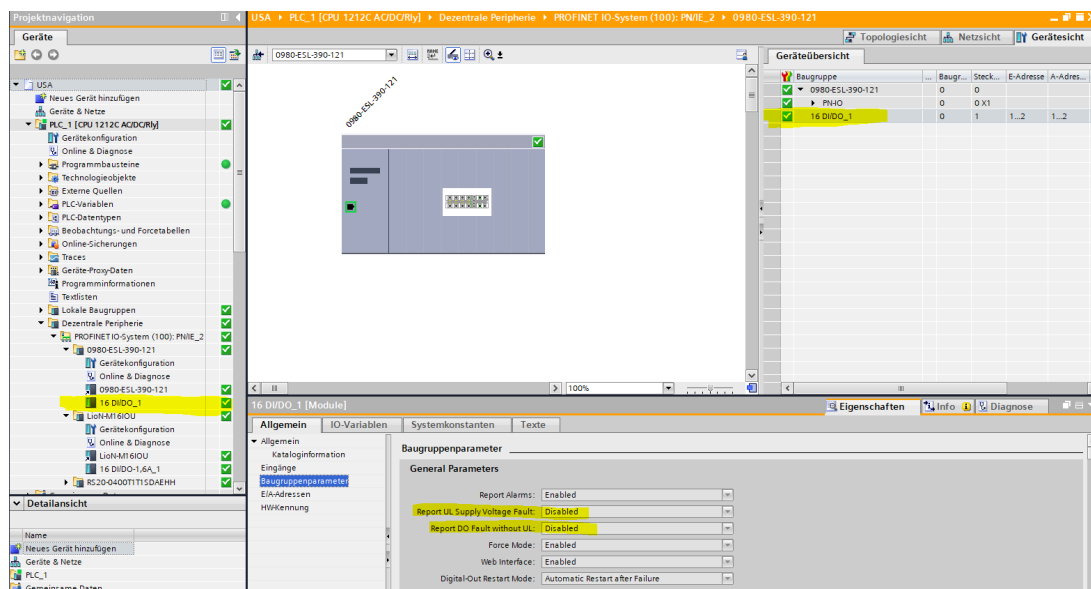 Projektnavigation
USA ▸ PLC_1 [CPU 1212C AC/DC/Rly] ▸ Dezentrale Peripherie ▸ PROFINET IO-System (100): PN/IE_2 ▸ 0980-ESL-390-121
Geräte
Topologiesicht
Netzsicht
Gerätesicht
0980-ESL-390-121
Geräteübersicht
USA
Neues Gerät hinzufügen
Geräte & Netze
PLC_1 [CPU 1212C AC/DC/Rly]
Gerätekonfiguration
Online & Diagnose
Programmbausteine
Technologieobjekte
Externe Quellen
PLC-Variablen
PLC-Datentypen
Beobachtungs- und Forcetabellen
Online-Sicherungen
Traces
Geräte-Proxy-Daten
Programminformationen
Textlisten
Lokale Baugruppen
Dezentrale Peripherie
PROFINET IO-System (100): PN/IE_2
0980-ESL-390-121
Gerätekonfiguration
Online & Diagnose
0980-ESL-390-121
16 DI/DO_1
LioN-M16IOU
Gerätekonfiguration
Online & Diagnose
LioN-M16IOU
16 DI/DO-1,6A_1
RS20-0400T1T1SDAEHH
Detailansicht
Name
Neues Gerät hinzufügen
Geräte & Netze
PLC_1
Gemeinsame Daten
0980-ESL-390-121
100%
Baugruppe ... Baugr... Steck... E-Adresse A-Adres...
0980-ESL-390-121 0 0
PN-IO 0 0 X1
16 DI/DO_1 0 1 1...2 1...2
16 DI/DO_1 [Module]
Eigenschaften
Info
Diagnose
Allgemein
IO-Variablen
Systemkonstanten
Texte
Allgemein
Kataloginformation
Eingänge
Baugruppenparameter
E/A-Adressen
HW-Kennung
Baugruppenparameter
General Parameters
Report Alarms: Enabled
Report UL Supply Voltage Fault: Disabled
Report DO Fault without UL: Disabled
Force Mode: Enabled
Web Interface: Enabled
Digital-Out Restart Mode: Automatic Restart after Failure